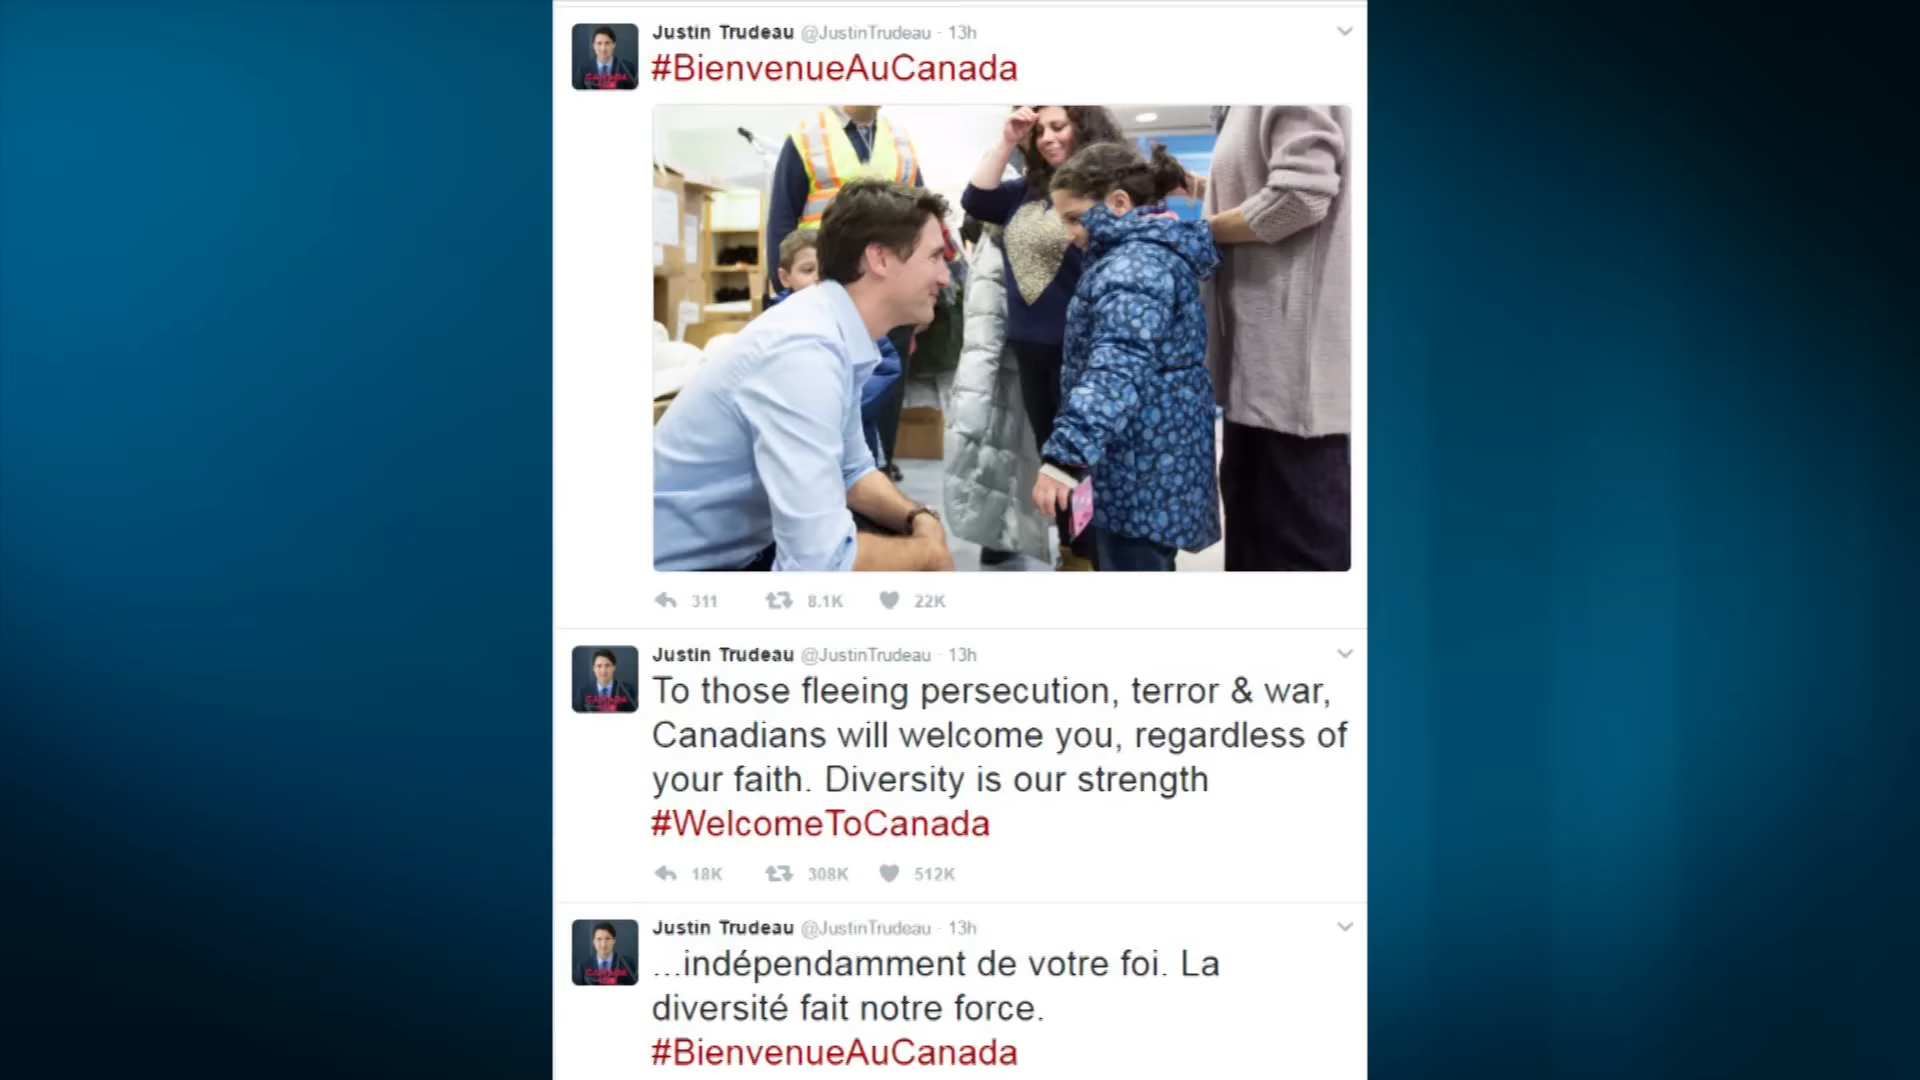 Justin Trudeau @JustinTrudeau · 13h
#BienvenueAuCanada
311 8.1K 22K
Justin Trudeau @JustinTrudeau · 13h
To those fleeing persecution, terror & war,
Canadians will welcome you, regardless of
your faith. Diversity is our strength
#WelcomeToCanada
18K 308K 512K
Justin Trudeau @JustinTrudeau · 13h
...indépendamment de votre foi. La
diversité fait notre force.
#BienvenueAuCanada